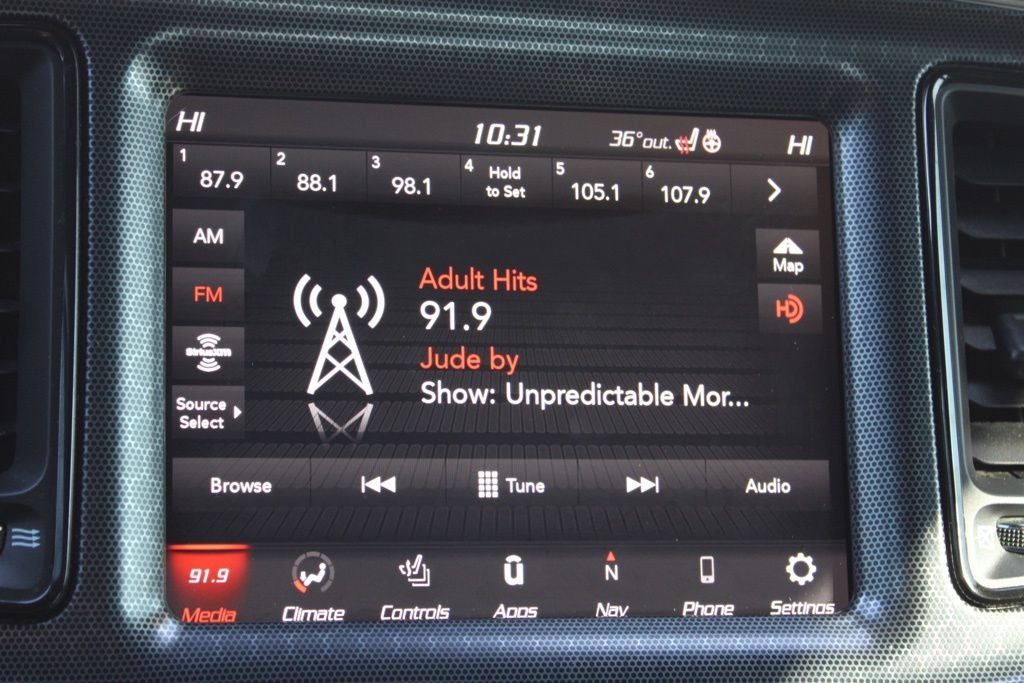 HI
10:31
36°out.
HI
1 87.9
2 88.1
3 98.1
4 Hold
to Set
5 105.1
6 107.9
AM
FM
SiriusXM
Source
Select
Adult Hits
91.9
Jude by
Show: Unpredictable Mor...
Map
HD
Browse
Tune
Audio
91.9
Media
Climate
Controls
Apps
N
Nav
Phone
Settings